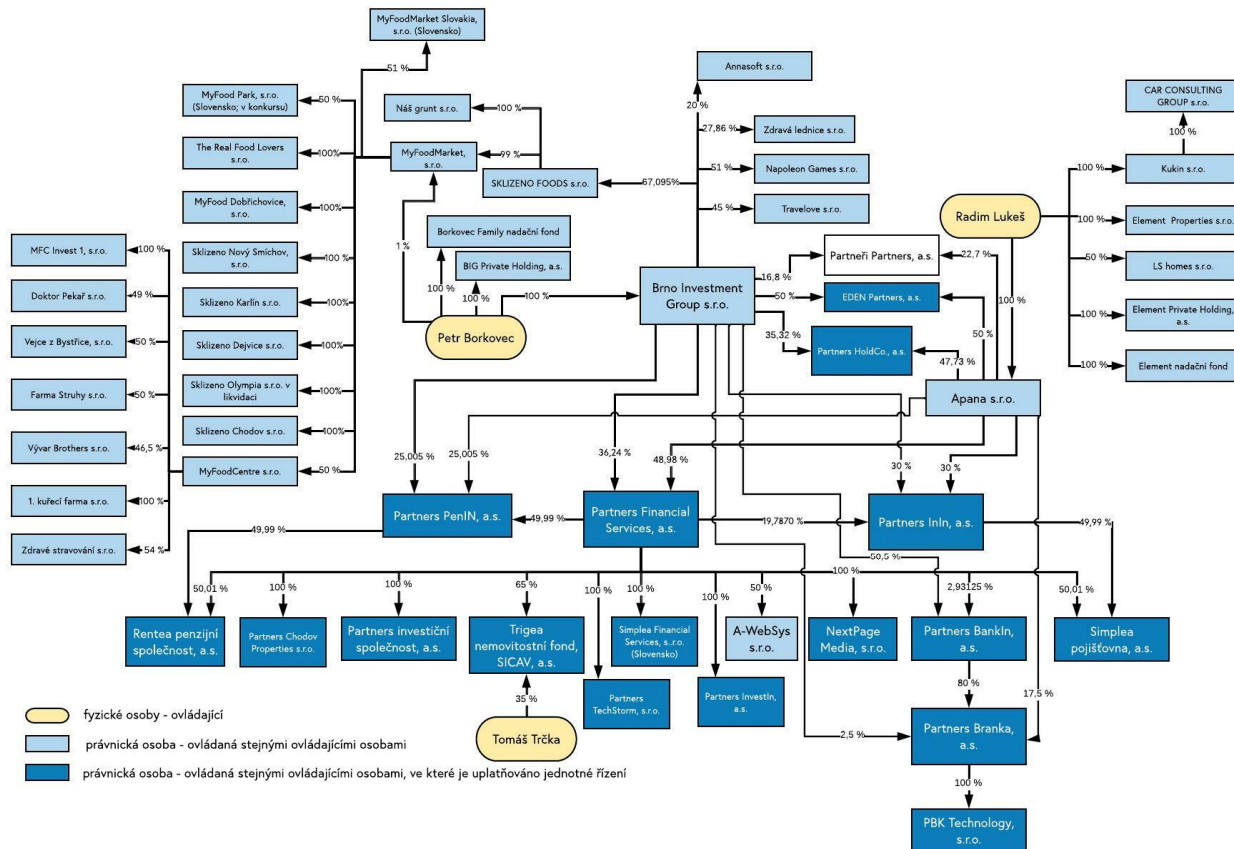 MyFoodMarket Slovakia,
s.r.o. (Slovensko)
51 %
Annasoft s.r.o.
20 %
MyFood Park, s.r.o.
(Slovensko; v konkursu)
50 %
Náš grunt s.r.o.
100 %
CAR CONSULTING
GROUP s.r.o.
100 %
27,86 %
Zdravá lednice s.r.o.
The Real Food Lovers
s.r.o.
100%
MyFoodMarket,
s.r.o.
99 %
SKLIZENO FOODS s.r.o.
67,095%
51 %
Napoleon Games s.r.o.
100 %
Kukin s.r.o.
MyFood Dobřichovice,
s.r.o.
100%
45 %
Travelove s.r.o.
Radim Lukeš
100 %
Element Properties s.r.o.
MFC Invest 1, s.r.o.
100 %
Sklizeno Nový Smíchov,
s.r.o.
100 %
1 %
Borkovec Family nadační fond
100 %
BIG Private Holding, a.s.
100 %
Partneři Partners, a.s.
16,8 %
22,7
50 %
LS homes s.r.o.
Doktor Pekař s.r.o.
49 %
Sklizeno Karlín s.r.o.
100%
Petr Borkovec
100 %
Brno Investment
Group s.r.o.
50 %
EDEN Partners, a.s.
100%
50 %
100 %
Element Private Holding,
a.s.
Vejce z Bystřice, s.r.o.
50 %
Sklizeno Dejvice s.r.o.
100%
35,32 %
Partners HoldCo., a.s.
47,73 %
100 %
Element nadační fond
Farma Struhy s.r.o.
50 %
Sklizeno Olympia s.r.o. v
likvidaci
100%
Apana s.r.o.
Sklizeno Chodov s.r.o.
100%
Vývar Brothers s.r.o.
46,5 %
MyFoodCentre s.r.o.
50 %
25,005 %
25,005 %
36,24 %
48,98 %
30 %
30 %
1. kuřecí farma s.r.o.
100 %
Partners PenIN, a.s.
49,99 %
Partners Financial
Services, a.s.
19,7870 %
Partners InIn, a.s.
49,99 %
Zdravé stravování s.r.o.
54 %
49,99 %
50,5 %
50,01 %
100 %
100 %
65 %
100 %
100 %
100 %
50 %
100 %
2,93125 %
50,01 %
Rentea penzijní
společnost, a.s.
Partners Chodov
Properties s.r.o.
Partners investiční
společnost, a.s.
Trigea
nemovitostní fond,
SICAV, a.s.
Simplea Financial
Services, s..r.o.
(Slovensko)
A-WebSys
s.r.o.
NextPage
Media, s.r.o.
Partners BankIn,
a.s.
Simplea
pojišťovna, a.s.
Partners
TechStorm, s.r.o.
Partners InvestIn,
a.s.
35 %
80 %
17,5 %
Tomáš Trčka
2,5 %
Partners Branka,
a.s.
100 %
PBK Technology,
s.r.o.
fyzické osoby - ovládající
právnická osoba - ovládaná stejnými ovládajícími osobami
právnická osoba - ovládaná stejnými ovládajícími osobami, ve které je uplatňováno jednotné řízení